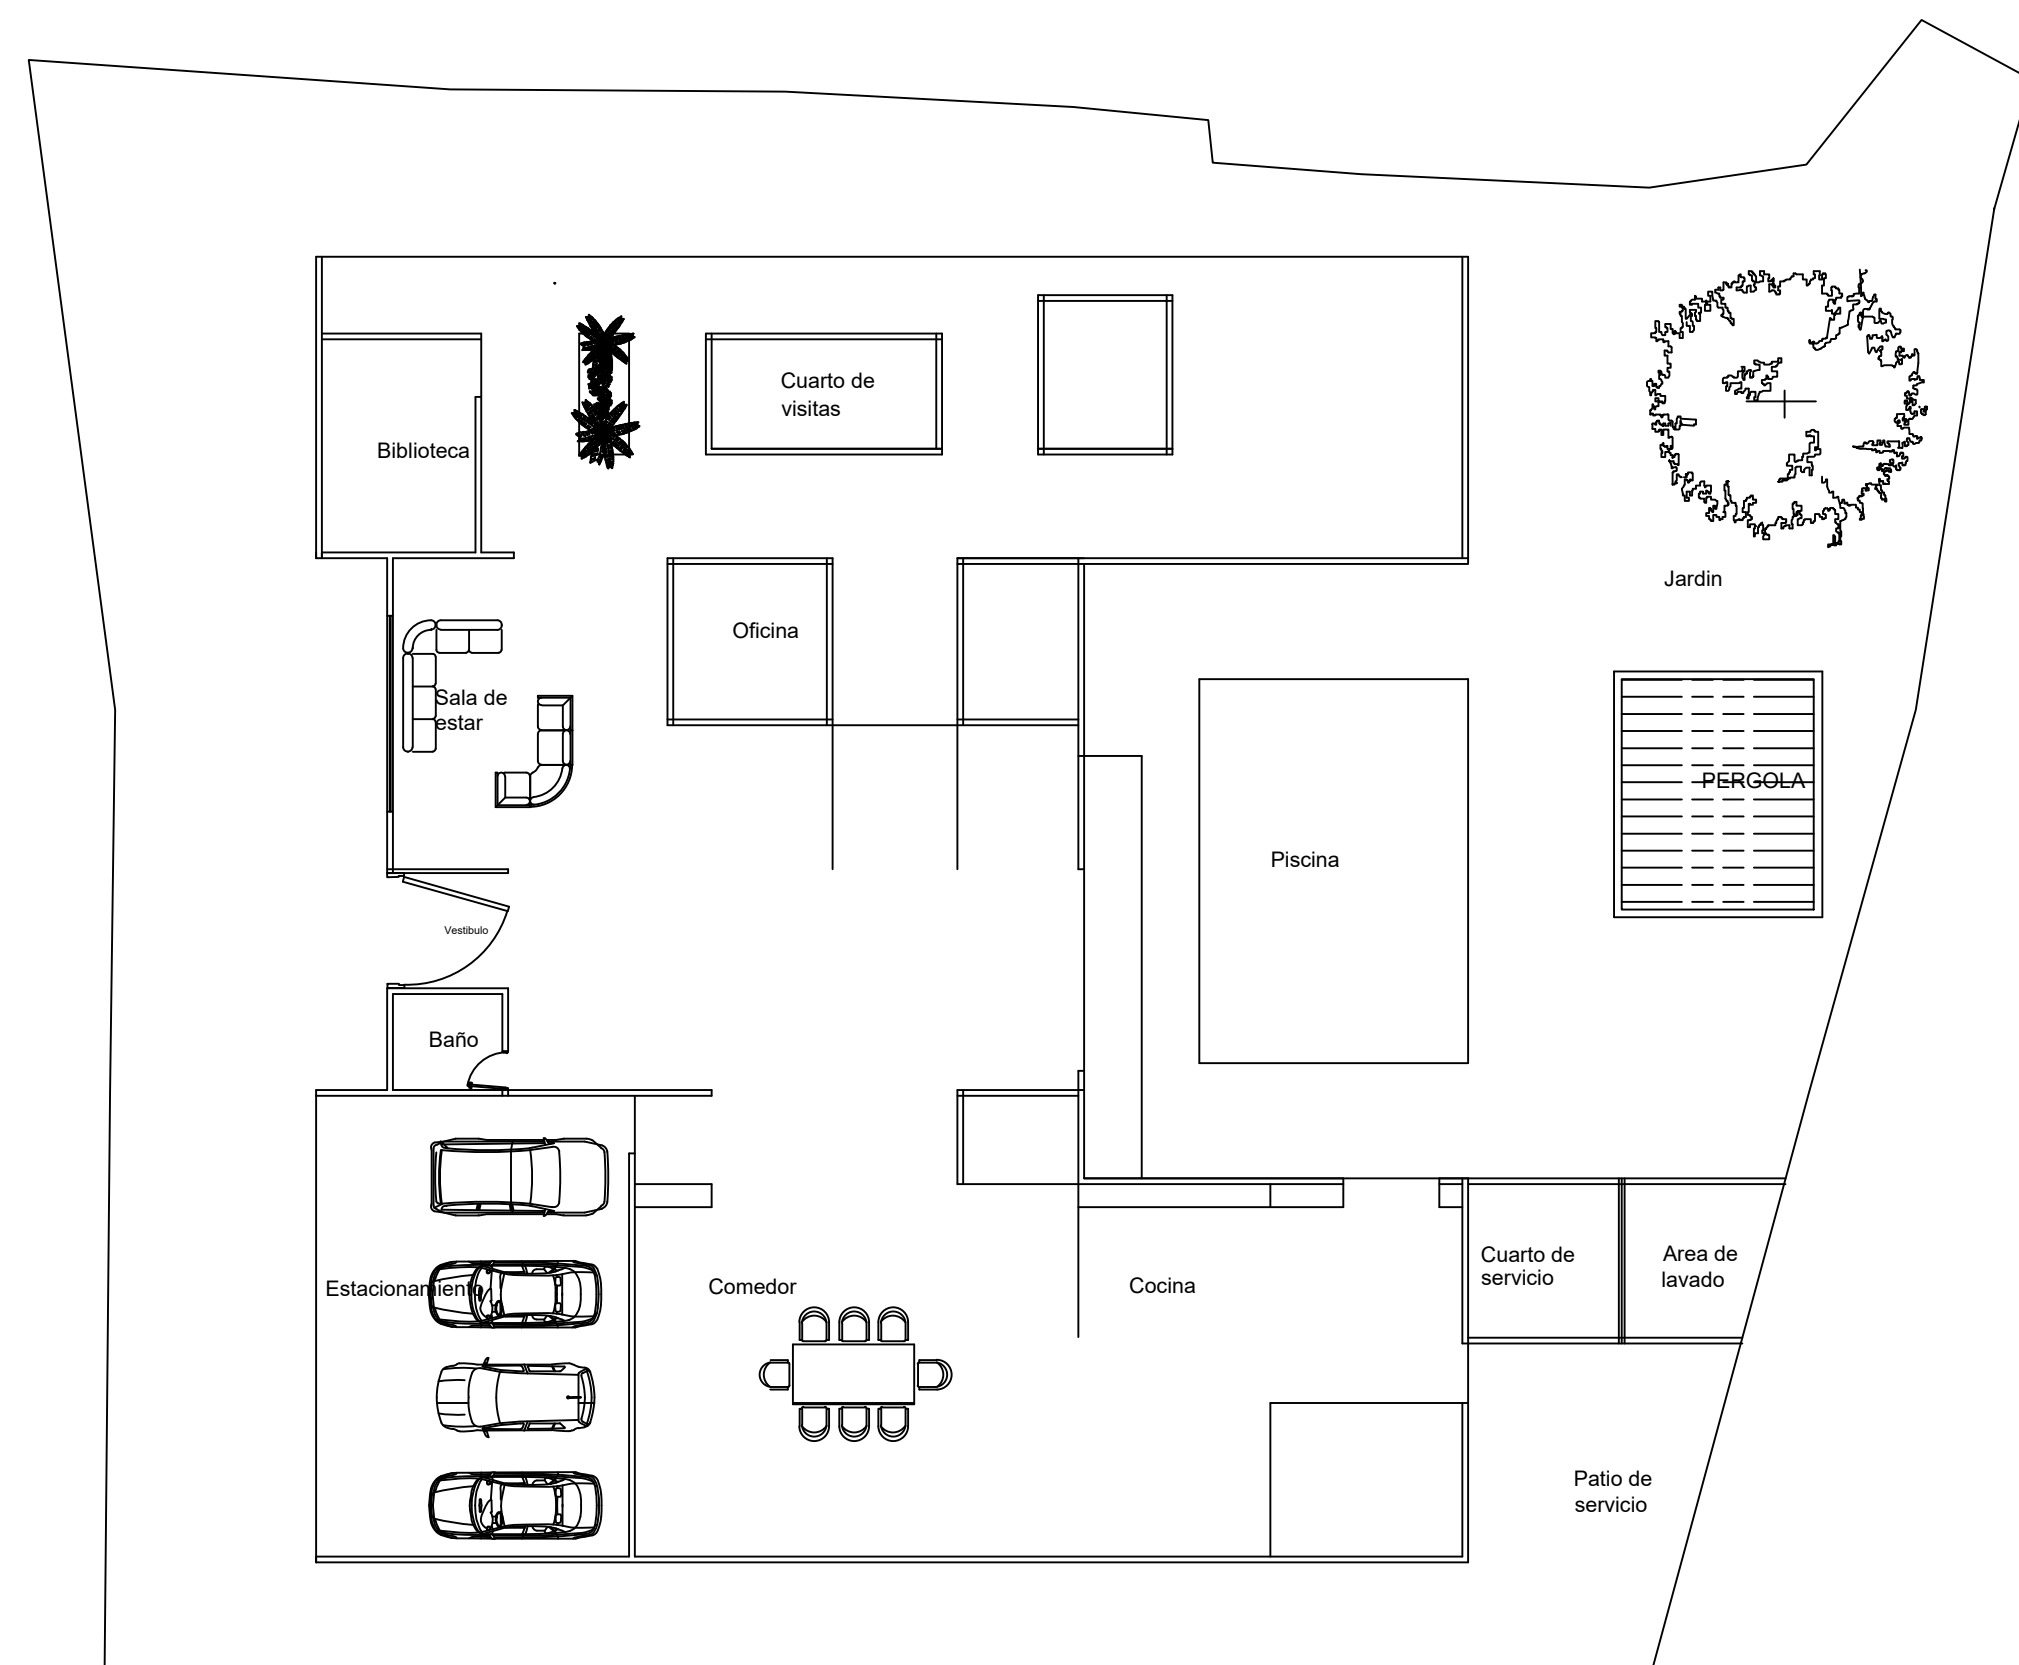 Cuarto de
visitas
Biblioteca
Jardin
Oficina
Sala de
estar
PERGOLA
Piscina
Vestibulo
Baño
Estacionamiento
Comedor
Cocina
Cuarto de
servicio
Area de
lavado
Patio de
servicio